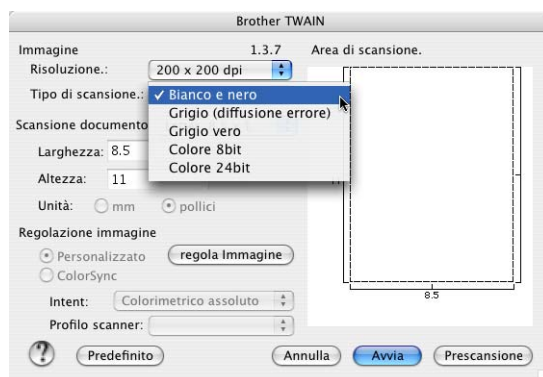 Brother TWAIN
Immagine 1.3.7 Area di scansione.
Risoluzione.: 200 x 200 dpi
Tipo di scansione.: ✓ Bianco e nero
Grigio (diffusione errore)
Grigio vero
Colore 8bit
Colore 24bit
Scansione documento
Larghezza: 8.5
Altezza: 11
Unità: mm pollici
Regolazione immagine
Personalizzato regola Immagine
ColorSync
Intent: Colorimetrico assoluto
Profilo scanner:
8.5
? Predefinito Annulla Avvia Prescansione